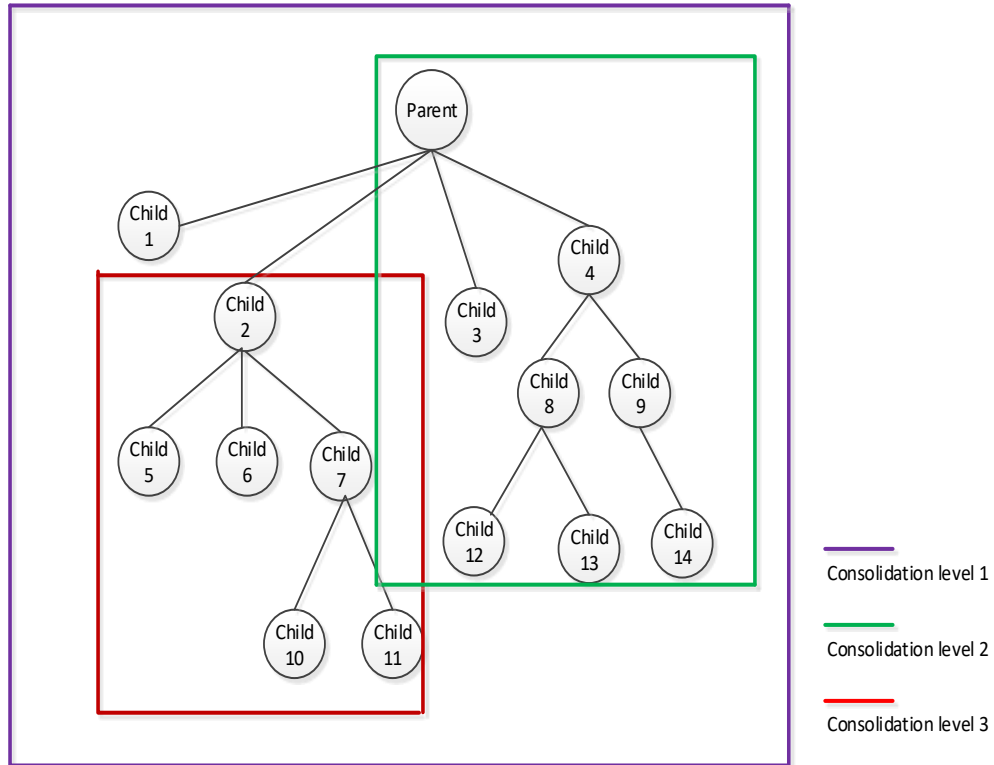 Parent
Child
1
Child
4
Child
2
Child
3
Child
8
Child
9
Child
5
Child
6
Child
7
Child
12
Child
13
Child
14
Child
10
Child
11
Consolidation level 1
Consolidation level 2
Consolidation level 3